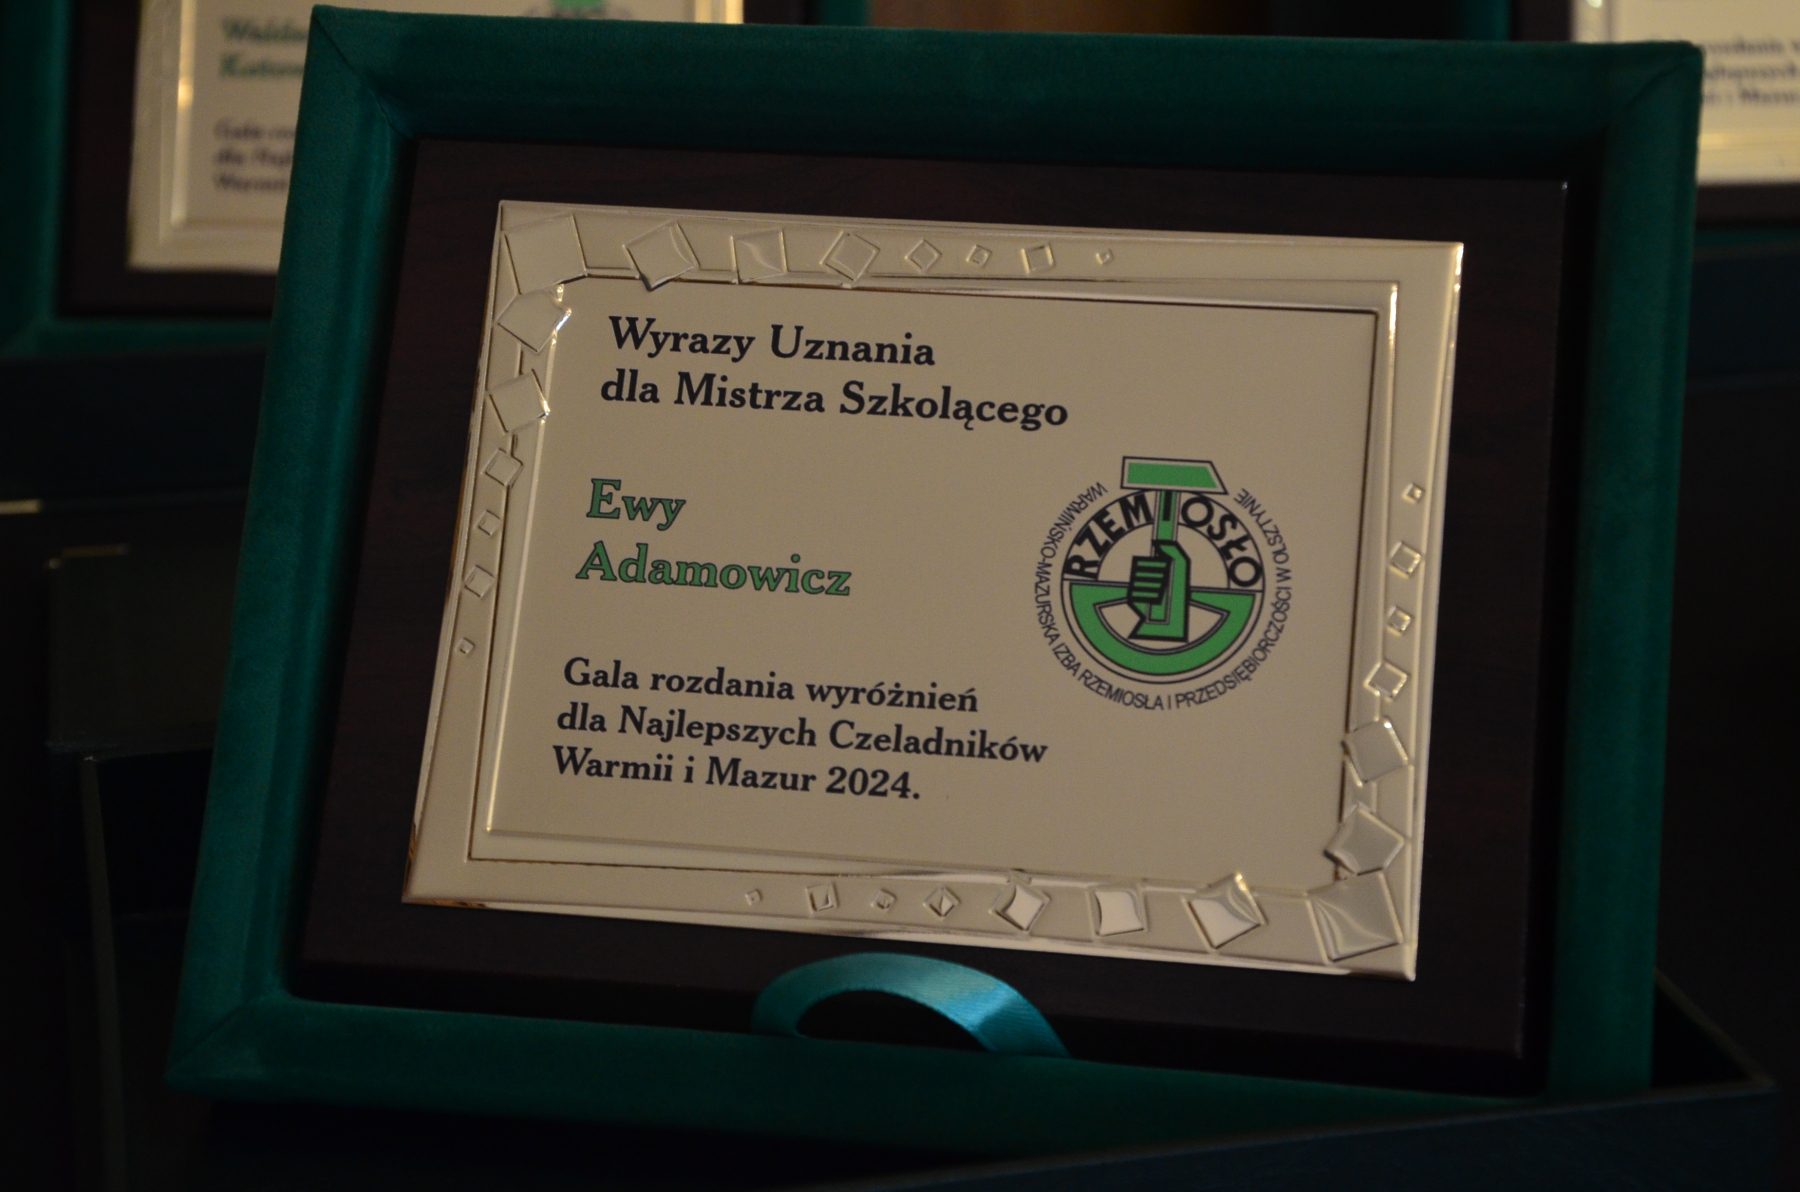 Wyrazy Uznania
dla Mistrza Szkolącego
Ewy
Adamowicz
RZEMIOSŁO
WARMIŃSKO-MAZURSKA IZBA RZEMIOSŁA I PRZEDSIĘBIORCZOŚCI W OLSZTYNIE
Gala rozdania wyróżnień
dla Najlepszych Czeladników
Warmii i Mazur 2024.